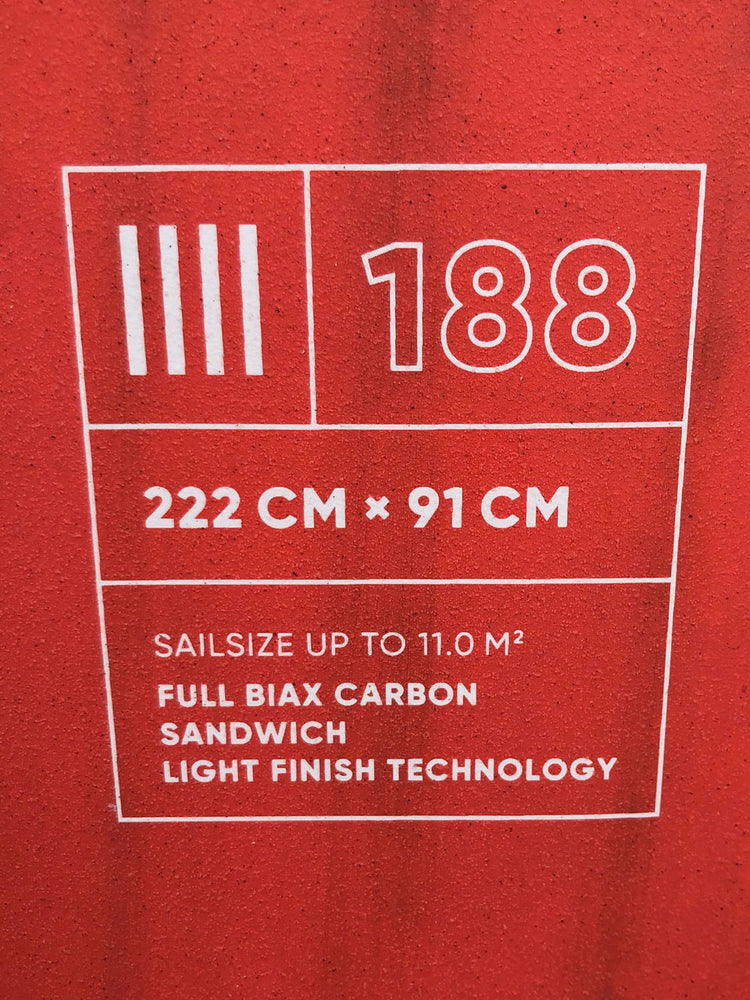 188
222 CM × 91 CM
SAILSIZE UP TO 11.0 M²
FULL BIAX CARBON
SANDWICH
LIGHT FINISH TECHNOLOGY